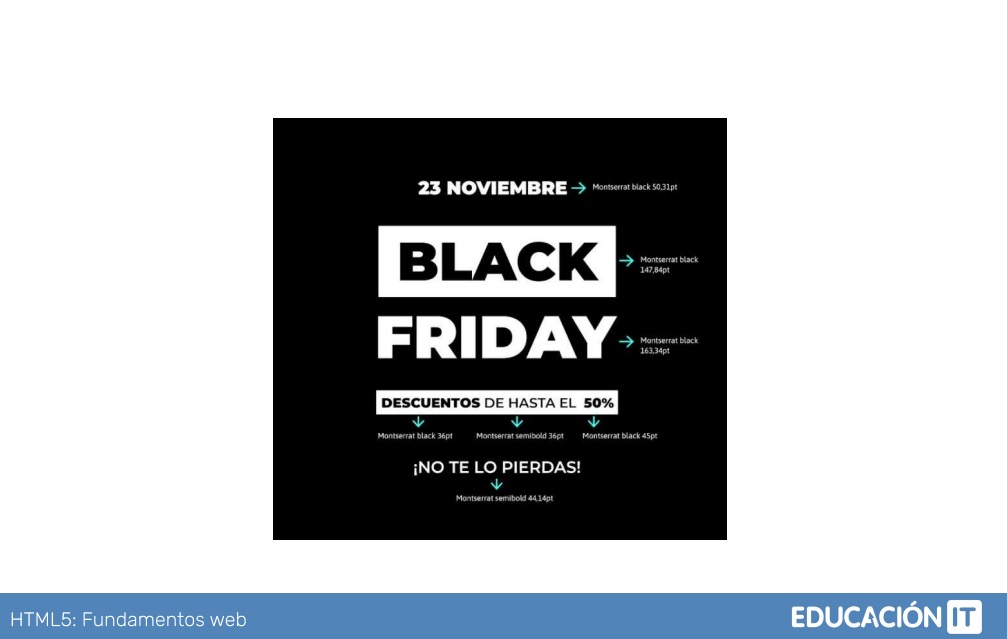 23 NOVIEMBRE → Montserrat black 50,31pt
BLACK → Montserrat black
147,84pt
FRIDAY → Montserrat black
163,34pt
DESCUENTOS DE HASTA EL 50%
Montserrat black 36pt Montserrat semibold 36pt Montserrat black 45pt
¡NO TE LO PIERDAS!
Montserrat semibold 44,14pt
HTML5: Fundamentos web EDUCACIÓN IT